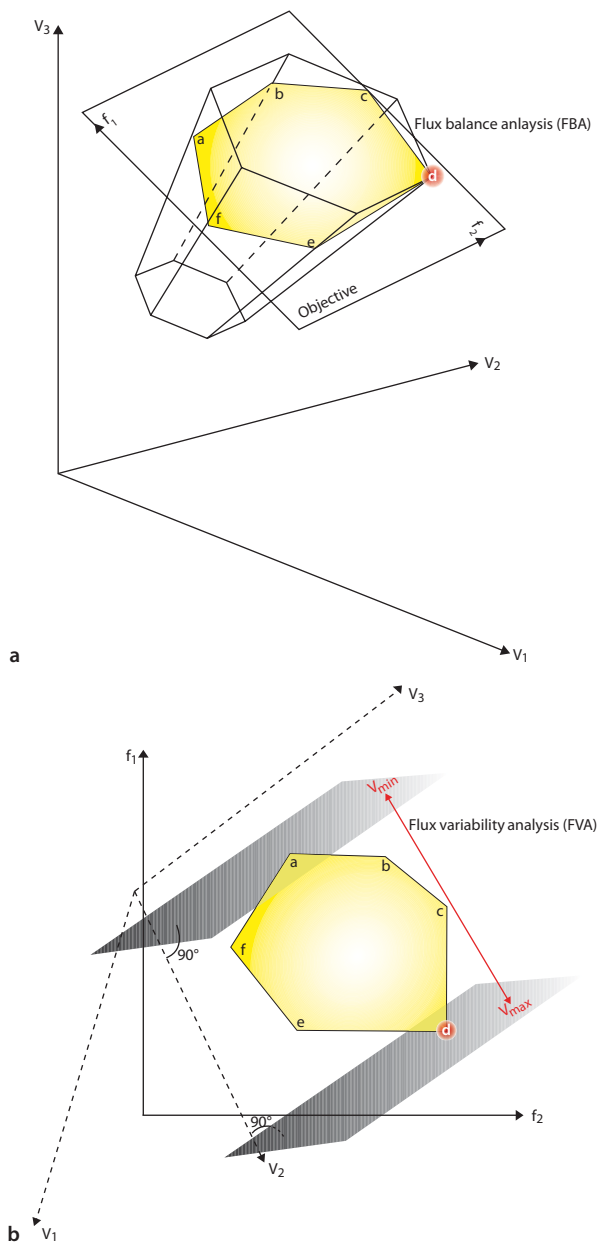 V3
f1
b
c
Flux balance anlaysis (FBA)
a
d
f
f2
e
Objective
V2
V1
a
V3
f1
Vmin
Flux variability analysis (FVA)
a
b
c
f
90°
e
Vmax
d
90°
f2
V2
V1
b